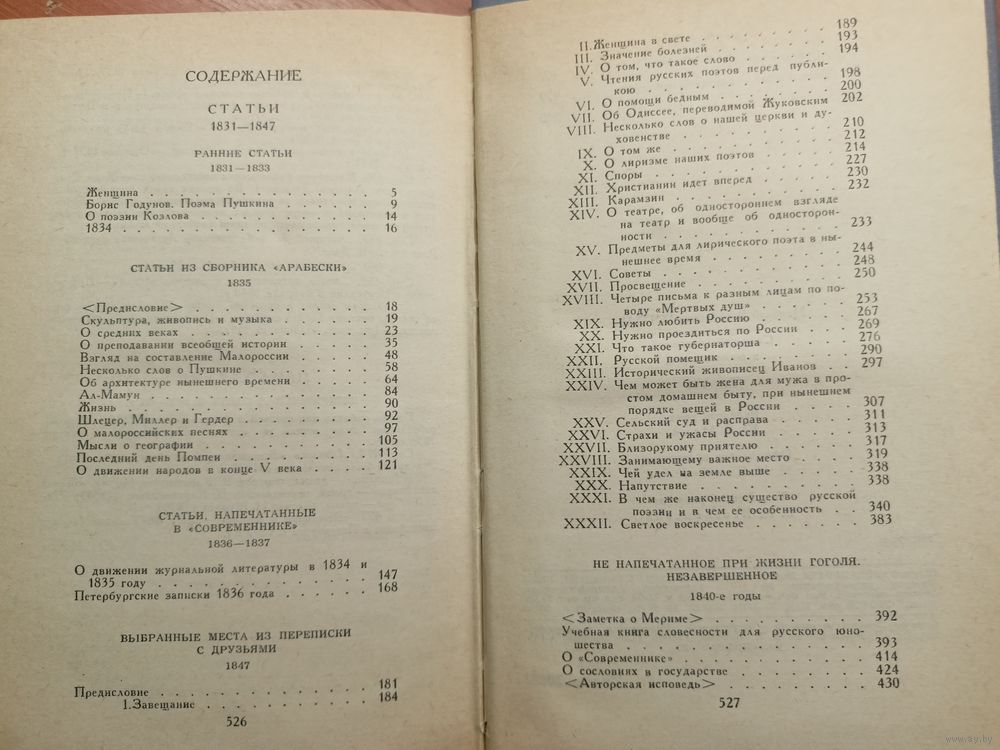 СОДЕРЖАНИЕ
СТАТЬИ
1831—1847
РАННИЕ СТАТЬИ
1831—1833
Женщина . . . . . . . . . . . . . 5
Борис Годунов. Поэма Пушкина . . . . . . 9
О поэзии Козлова . . . . . . . . . . 14
1834 . . . . . . . . . . . . . . 16
СТАТЬИ ИЗ СБОРНИКА «АРАБЕСКИ»
1835
<Предисловие> . . . . . . . . . . . 18
Скульптура, живопись и музыка . . . . . . 19
О средних веках . . . . . . . . . . 23
О преподавании всеобщей истории . . . . . 35
Взгляд на составление Малороссии . . . . . 48
Несколько слов о Пушкине . . . . . . . 58
Об архитектуре нынешнего времени . . . . . 64
Ал-Мамун . . . . . . . . . . . . . 84
Жизнь . . . . . . . . . . . . . . 90
Шлецер, Миллер и Гердер . . . . . . . . 92
О малороссийских песнях . . . . . . . . 97
Мысли о географии . . . . . . . . . . 105
Последний день Помпеи . . . . . . . . 113
О движении народов в конце V века . . . . 121
СТАТЬИ, НАПЕЧАТАННЫЕ
В «СОВРЕМЕННИКЕ»
1836—1837
О движении журнальной литературы в 1834 и
1835 году . . . . . . . . . . . . 147
Петербургские записки 1836 года . . . . . . 168
ВЫБРАННЫЕ МЕСТА ИЗ ПЕРЕПИСКИ
С ДРУЗЬЯМИ
1847
Предисловие . . . . . . . . . . . . 181
I.Завещание . . . . . . . . . . . 184
526
II.Женщина в свете . . . . . . . . 189
III. Значение болезней . . . . . . . 193
IV. О том, что такое слово . . . . . . 194
V. Чтения русских поэтов перед публи-
кою . . . . . . . . . . . . 198
VI. О помощи бедным . . . . . . . . 200
VII. Об Одиссее, переводимой Жуковским 202
VIII. Несколько слов о нашей церкви и ду-
ховенстве . . . . . . . . . . 210
IX. О том же . . . . . . . . . . 212
X. О лиризме наших поэтов . . . . . 214
XI. Споры . . . . . . . . . . . 227
XII. Христианин идет вперед . . . . . 230
XIII. Карамзин . . . . . . . . . . 232
XIV. О театре, об одностороннем взгляде
на театр и вообще об односторон-
ности . . . . . . . . . . . 233
XV. Предметы для лирического поэта в ны-
нешнее время . . . . . . . . . 244
XVI. Советы . . . . . . . . . . . 248
XVII. Просвещение . . . . . . . . . 250
XVIII. Четыре письма к разным лицам по по-
воду «Мертвых душ» . . . . . . 253
XIX. Нужно любить Россию . . . . . . 267
XX. Нужно проездиться по России . . . 269
XXI. Что такое губернаторша . . . . . 276
XXII. Русской помещик . . . . . . . . 290
XXIII. Исторический живописец Иванов . . 297
XXIV. Чем может быть жена для мужа в про-
стом домашнем быту, при нынешнем
порядке вещей в России . . . . . 307
XXV. Сельский суд и расправа . . . . . 311
XXVI. Страхи и ужасы России . . . . . 313
XXVII. Близорукому приятелю . . . . . . 317
XXVIII. Занимающему важное место . . . . 319
XXIX. Чей удел на земле выше . . . . . 338
XXX. Напутствие . . . . . . . . . 338
XXXI. В чем же наконец существо русской
поэзии и в чем ее особенность . . 340
XXXII. Светлое воскресенье . . . . . . . 383
НЕ НАПЕЧАТАННОЕ ПРИ ЖИЗНИ ГОГОЛЯ.
НЕЗАВЕРШЕННОЕ
1840-е годы
<Заметка о Мериме> . . . . . . . . . 392
Учебная книга словесности для русского юно-
шества . . . . . . . . . . . . . 393
О «Современнике» . . . . . . . . . . 414
О сословиях в государстве . . . . . . . 424
<Авторская исповедь> . . . . . . . . . 430
527
www.ay.by